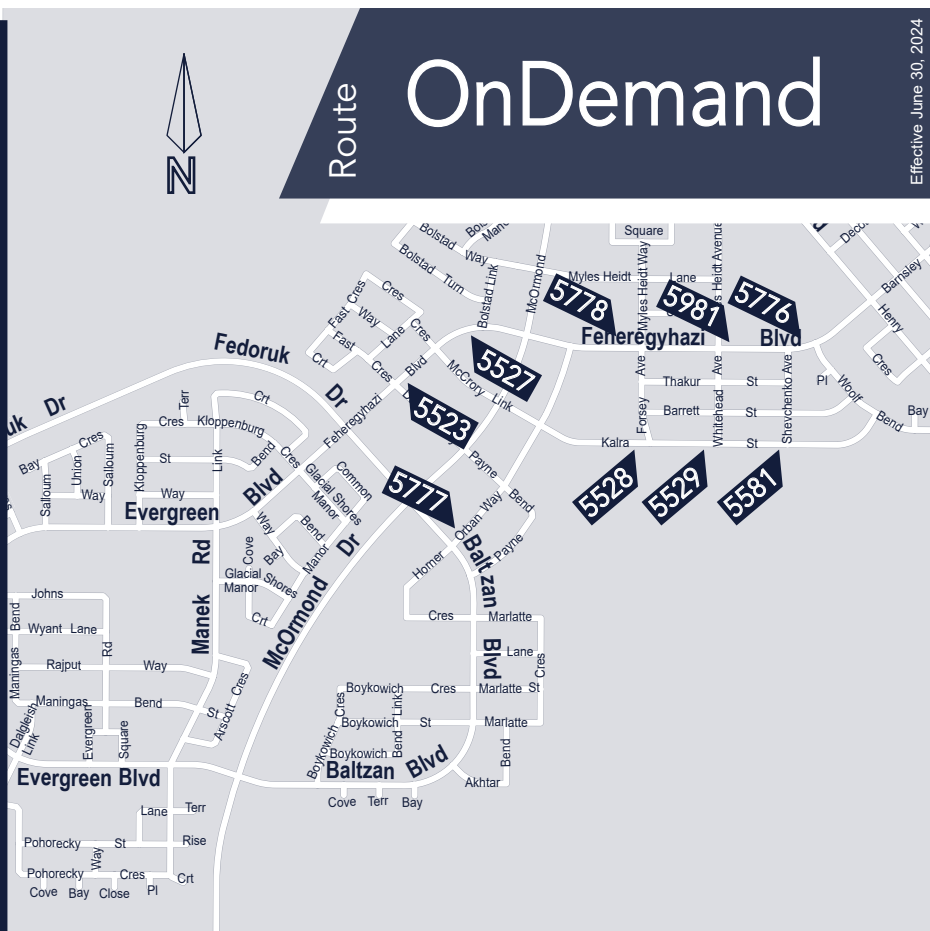 Route
OnDemand
Effective June 30, 2024
N
Square
Bolstad
Way
Bolstad
Turn
Bolstad Link
McOrmond
Myles Heidt
Lane
Myles Heidt Way
s Heidt Avenue
Barnsley
Henry
Cres
5778
5981
5776
Feheregyhazi
Blvd
Cres
Cres
Fast
Way
Fast
Lane
Cres
Crt
Cres
Blvd
Feheregyhazi
McCrory
Link
5527
5523
5777
Thakur
St
Barrett
St
Kalra
St
Forsey
Ave
Whitehead
Ave
Shevchenko Ave
Pl
Woolf
Bend
Bay
5528
5529
5581
Fedoruk
Dr
uk
Dr
Terr
Crt
Cres
Kloppenburg
Kloppenburg
St
Link
Bend
Cres
Way
Bay
Cres
Union
Salloum
Salloum
Way
Evergreen
Blvd
Glacial Shores
Manor
Common
Way
Bend
Bay
Manor
Cove
Glacial
Shores
Manor
Crt
Dr
McOrmond
Payne
Bend
Orban Way
Payne
Horner
Baltzan
Blvd
Cres
Marlatte
Lane
Cres
Marlatte
St
Marlatte
Bend
Akhtar
Boykowich
Cres
Cres
Link
Boykowich
St
Boykowich
Bend
Boykowich
Baltzan
Blvd
Cove
Terr
Bay
Rd
Manek
Johns
Bend
Wyant
Lane
Rd
Rajput
Way
Maningas
Maningas
Bend
St
Arscott
Cres
Dalgleish
Link
Evergreen
Square
Evergreen Blvd
Lane
Terr
Pohorecky
St
Rise
Way
Pohorecky
Cres
Crt
Cove
Bay
Close
Pl